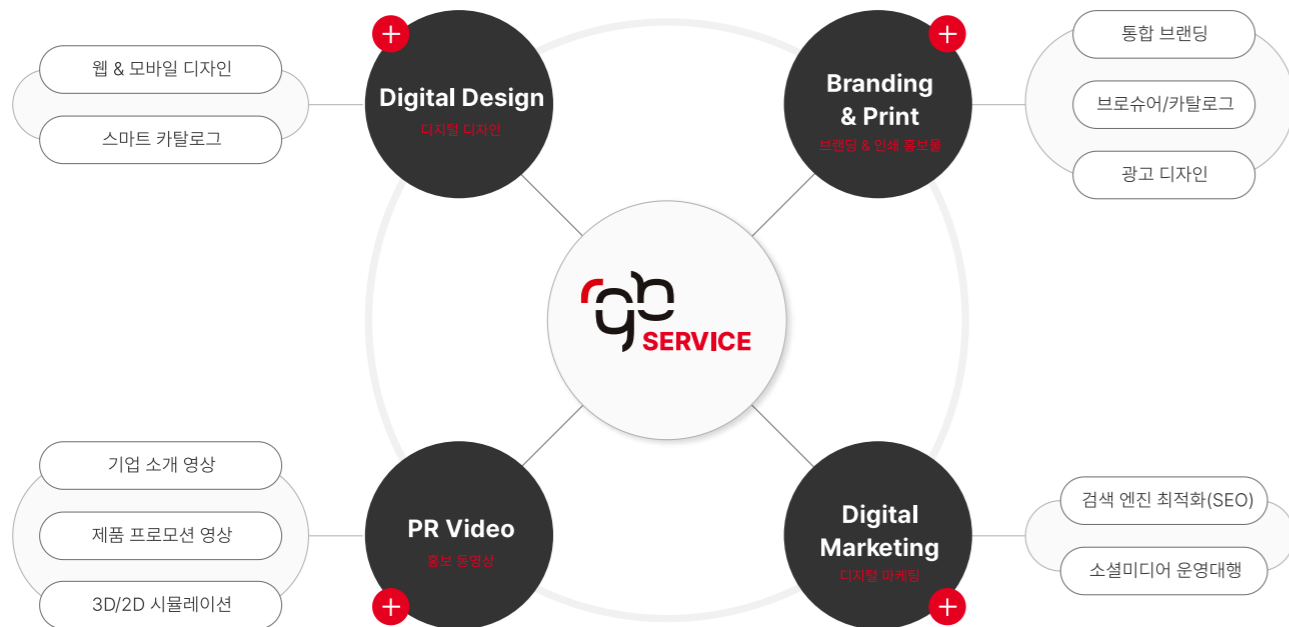 웹 & 모바일 디자인
스마트 카탈로그
Digital Design
디지털 디자인
Branding
& Print
브랜딩 & 인쇄 홍보물
통합 브랜딩
브로슈어/카탈로그
광고 디자인
rgb
SERVICE
기업 소개 영상
제품 프로모션 영상
3D/2D 시뮬레이션
PR Video
홍보 동영상
Digital
Marketing
디지털 마케팅
검색 엔진 최적화(SEO)
소셜미디어 운영대행